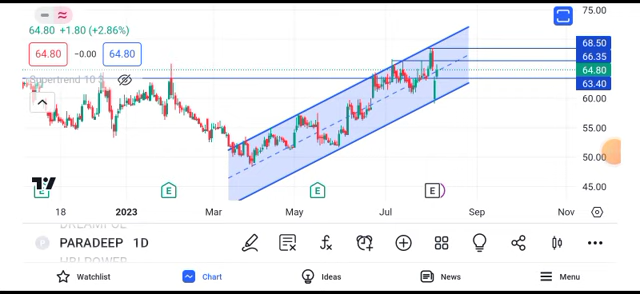 75.00
64.80 +1.80 (+2.86%)
68.50
64.80 −0.00 64.80
66.35
64.80
Supertrend 10
63.40
60.00
55.00
50.00
45.00
E E E E
18 2023 Mar May Jul Sep Nov
DREAMFOL
P PARADEEP 1D
HBLPOWER
Watchlist Chart Ideas News Menu